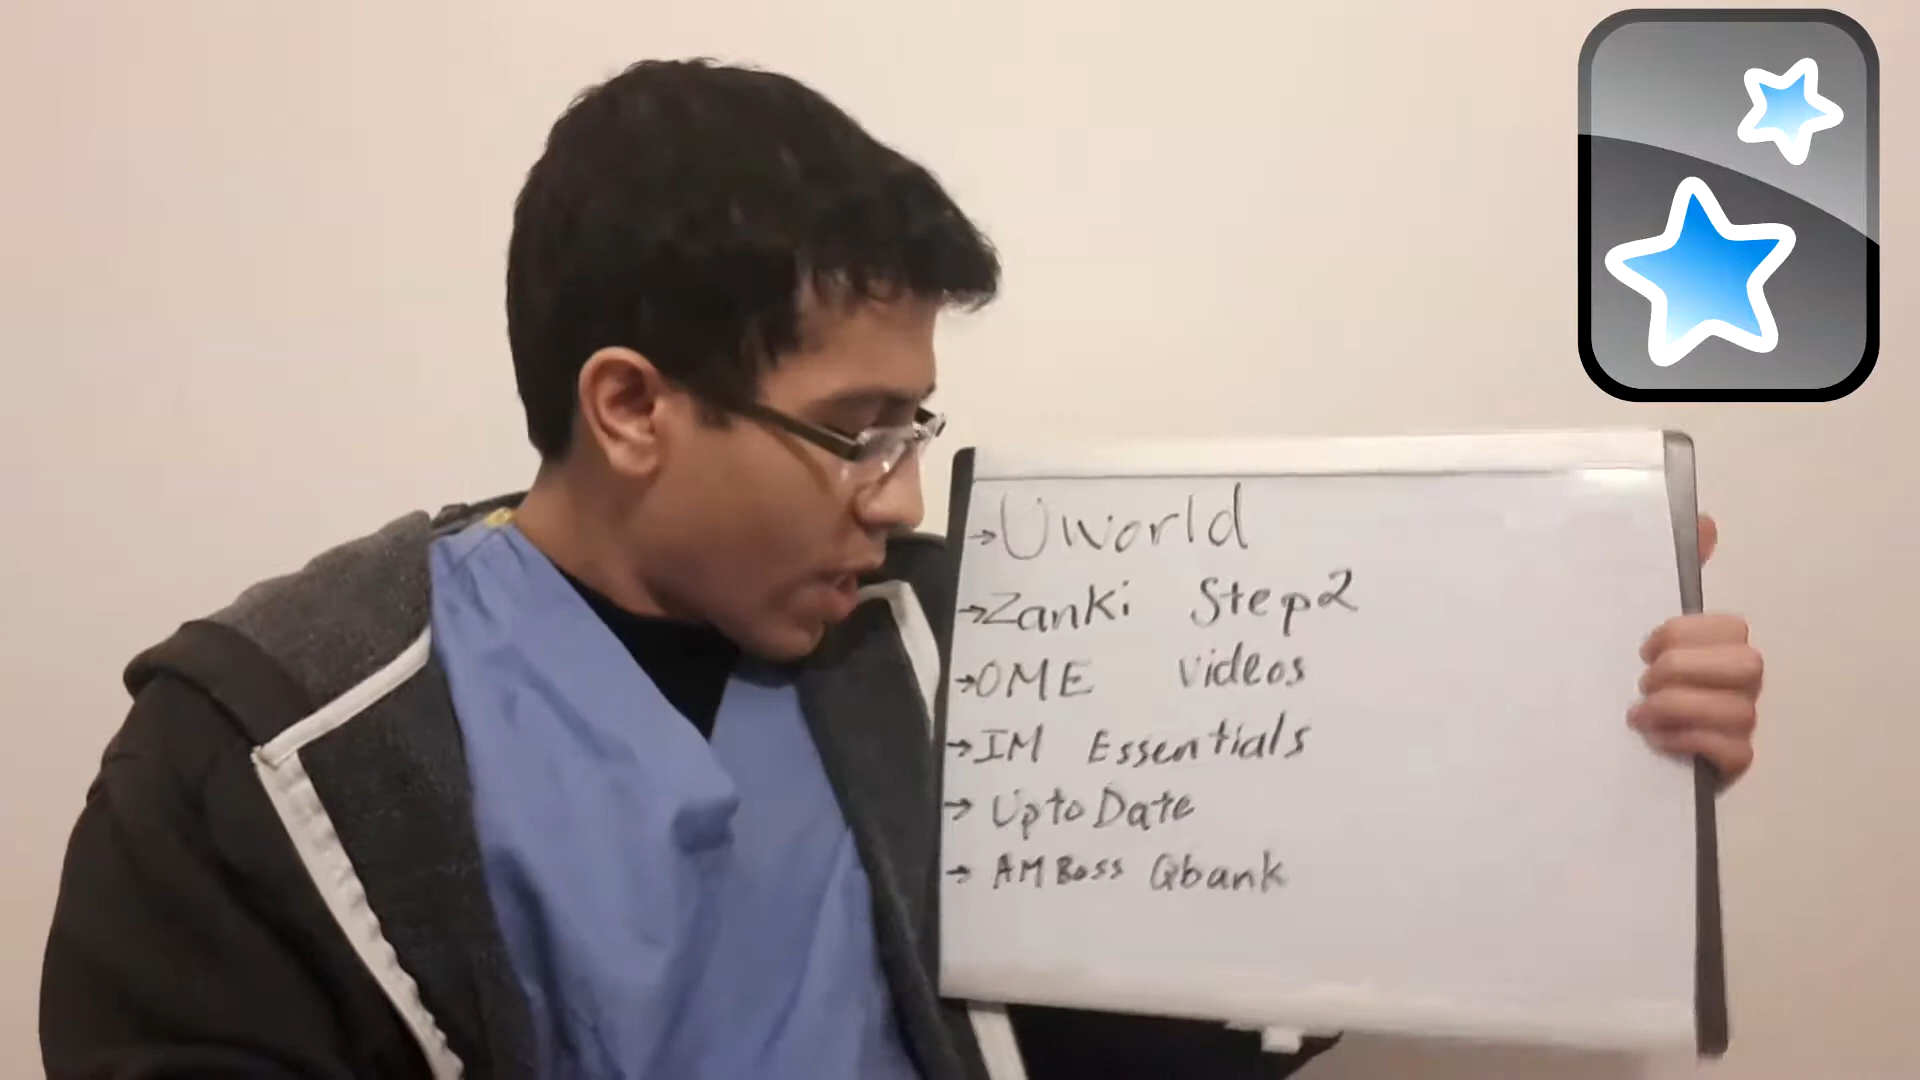 →Uworld
→Zanki Step2
→OME Videos
→IM Essentials
→UptoDate
→AMBoss Qbank